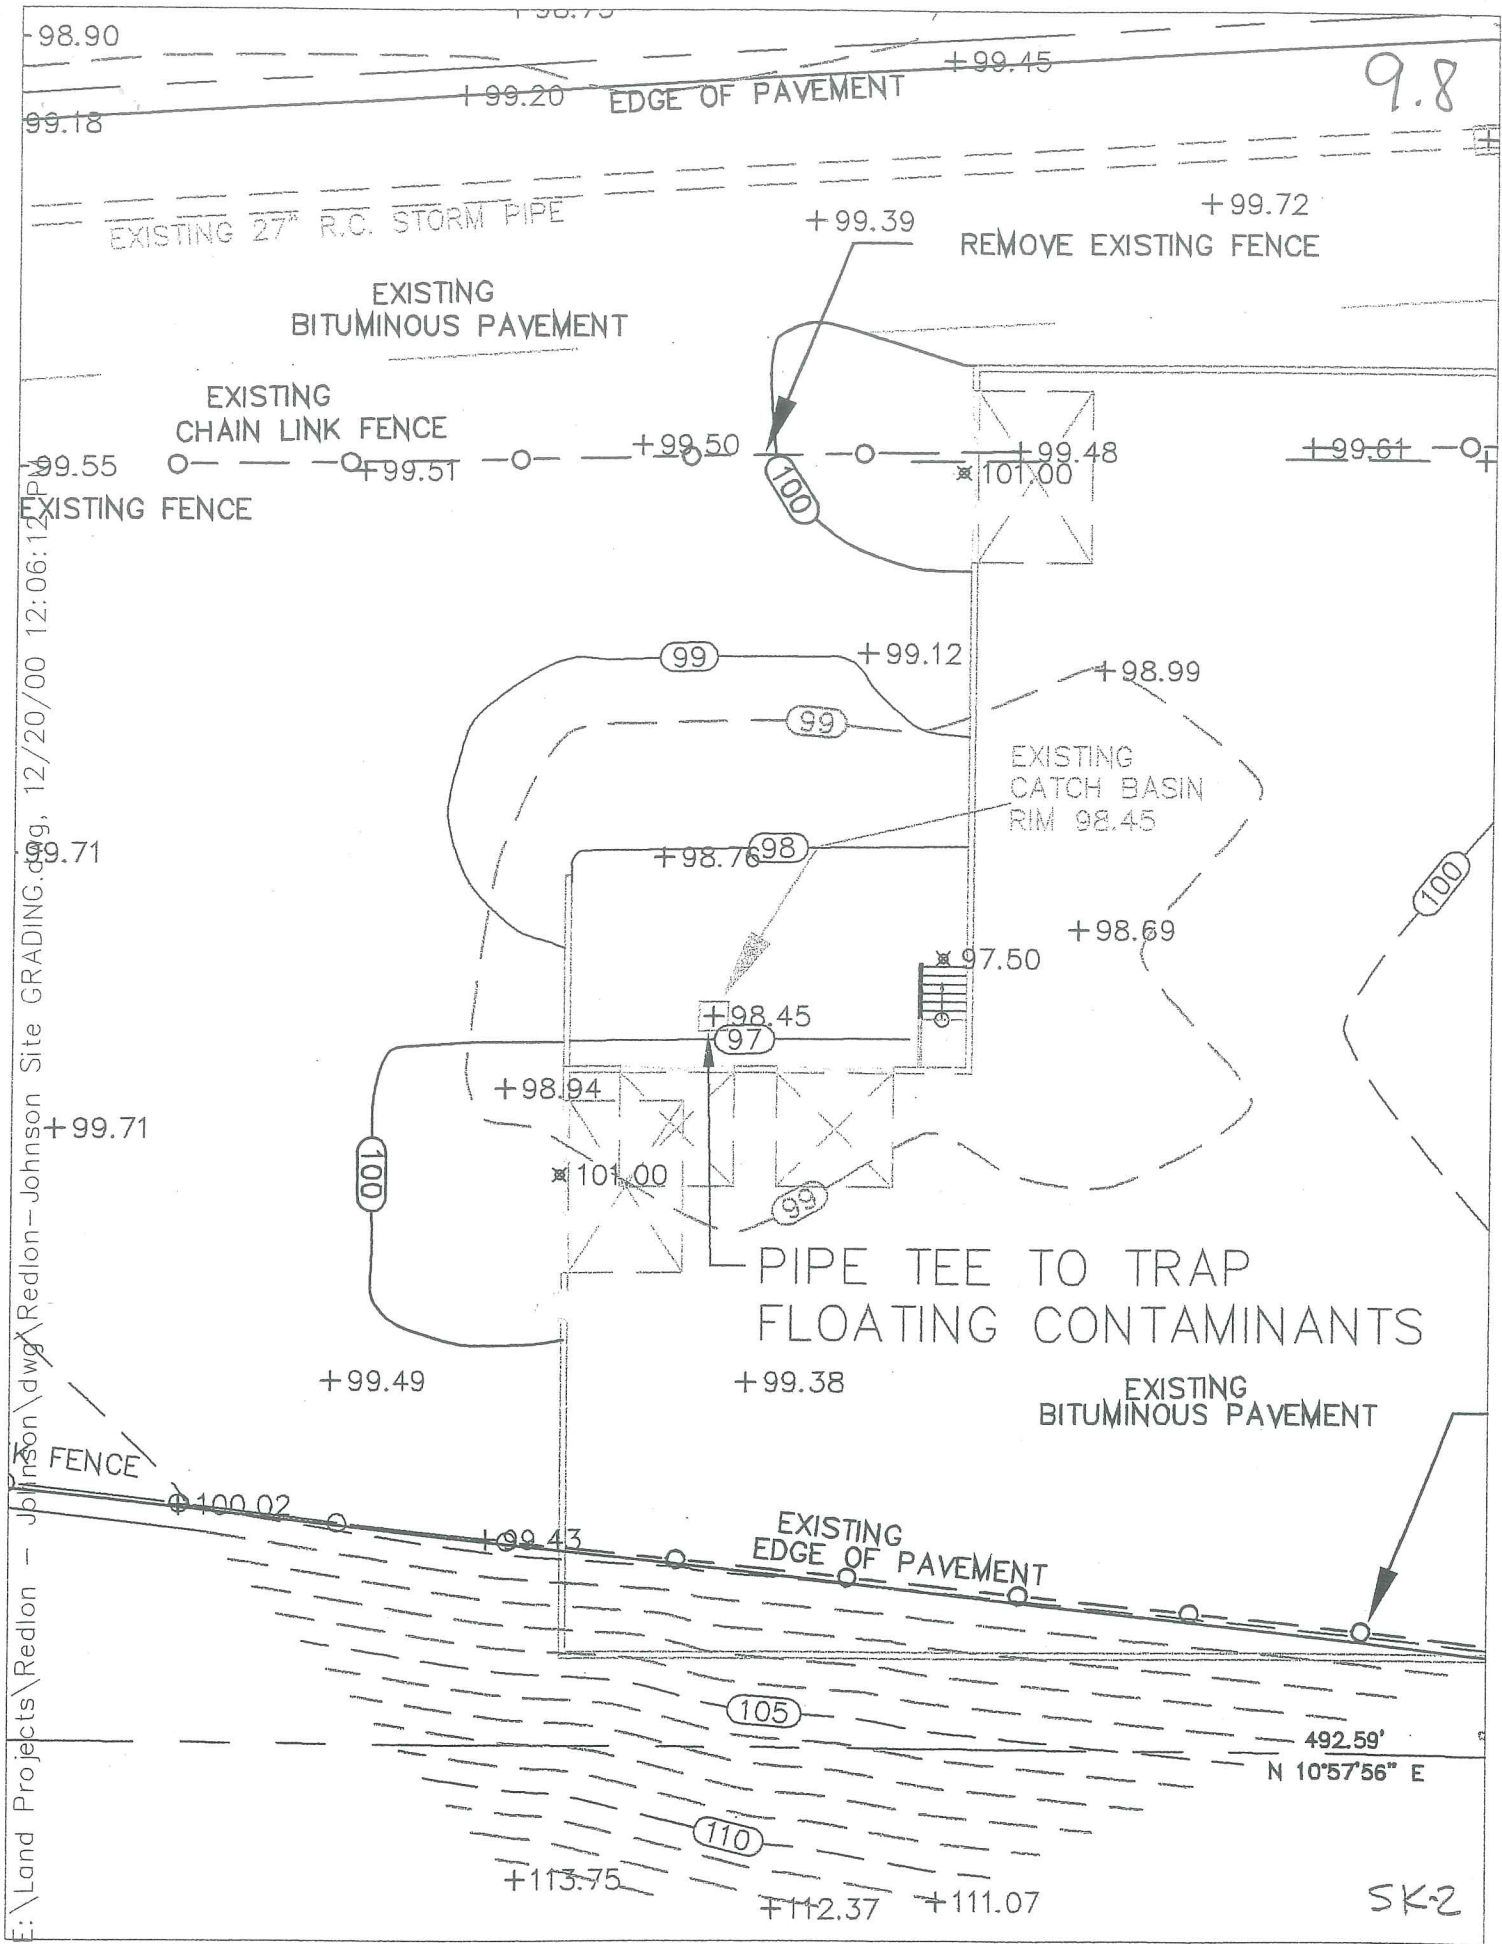 98.90
+99.45
9.8
+99.20
EDGE OF PAVEMENT
99.18
EXISTING 27" R.C. STORM PIPE
+99.72
+99.39
REMOVE EXISTING FENCE
EXISTING
BITUMINOUS PAVEMENT
EXISTING
CHAIN LINK FENCE
+99.50
+99.48
+99.61
99.55
+99.51
101.00
100
EXISTING FENCE
99
+99.12
+98.99
99
EXISTING
CATCH BASIN
RIM 98.45
99.71
+98.76
98
100
+98.69
97.50
+98.45
97
+98.94
+99.71
100
101.00
99
PIPE TEE TO TRAP
FLOATING CONTAMINANTS
+99.49
+99.38
EXISTING
BITUMINOUS PAVEMENT
K FENCE
100.02
+99.43
EXISTING
EDGE OF PAVEMENT
105
492.59'
N 10°57'56" E
110
+113.75
+112.37
+111.07
SK-2
E:\Land Projects\Redlon - Johnson\dwg\Redlon-Johnson Site GRADING.dwg, 12/20/00 12:06:12 PM